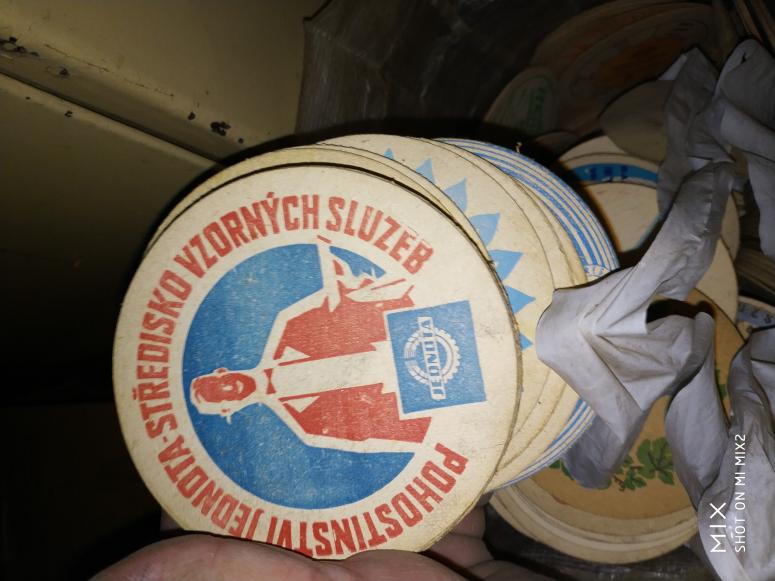 POHOSTINSTVÍ JEDNOTA-STŘEDISKO VZORNÝCH SLUŽEB
JEDNOTA
MIX
SHOT ON MI MIX2